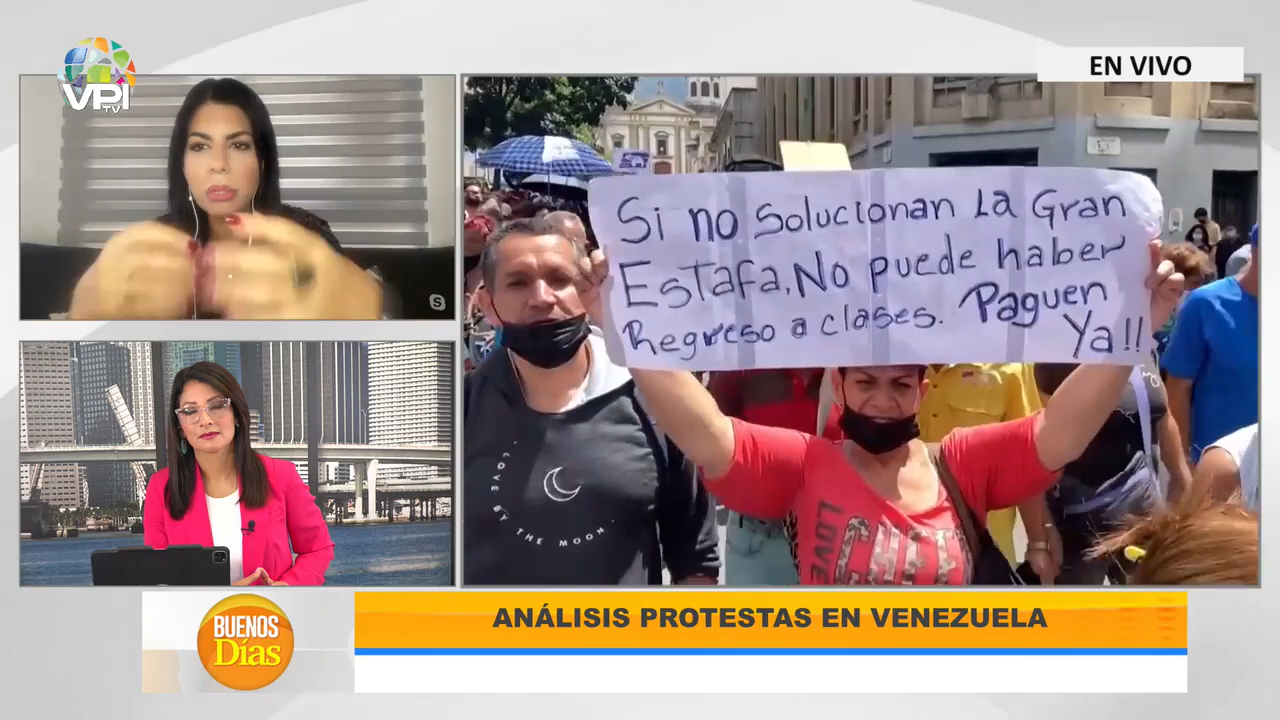 VPI
TV
EN VIVO
Si no Solucionan La Gran
Estafa, No puede haber
Regreso a clases. Paguen
Ya!!
LOVE BY THE MOON
LOVE
BUENOS
Días
ANÁLISIS PROTESTAS EN VENEZUELA